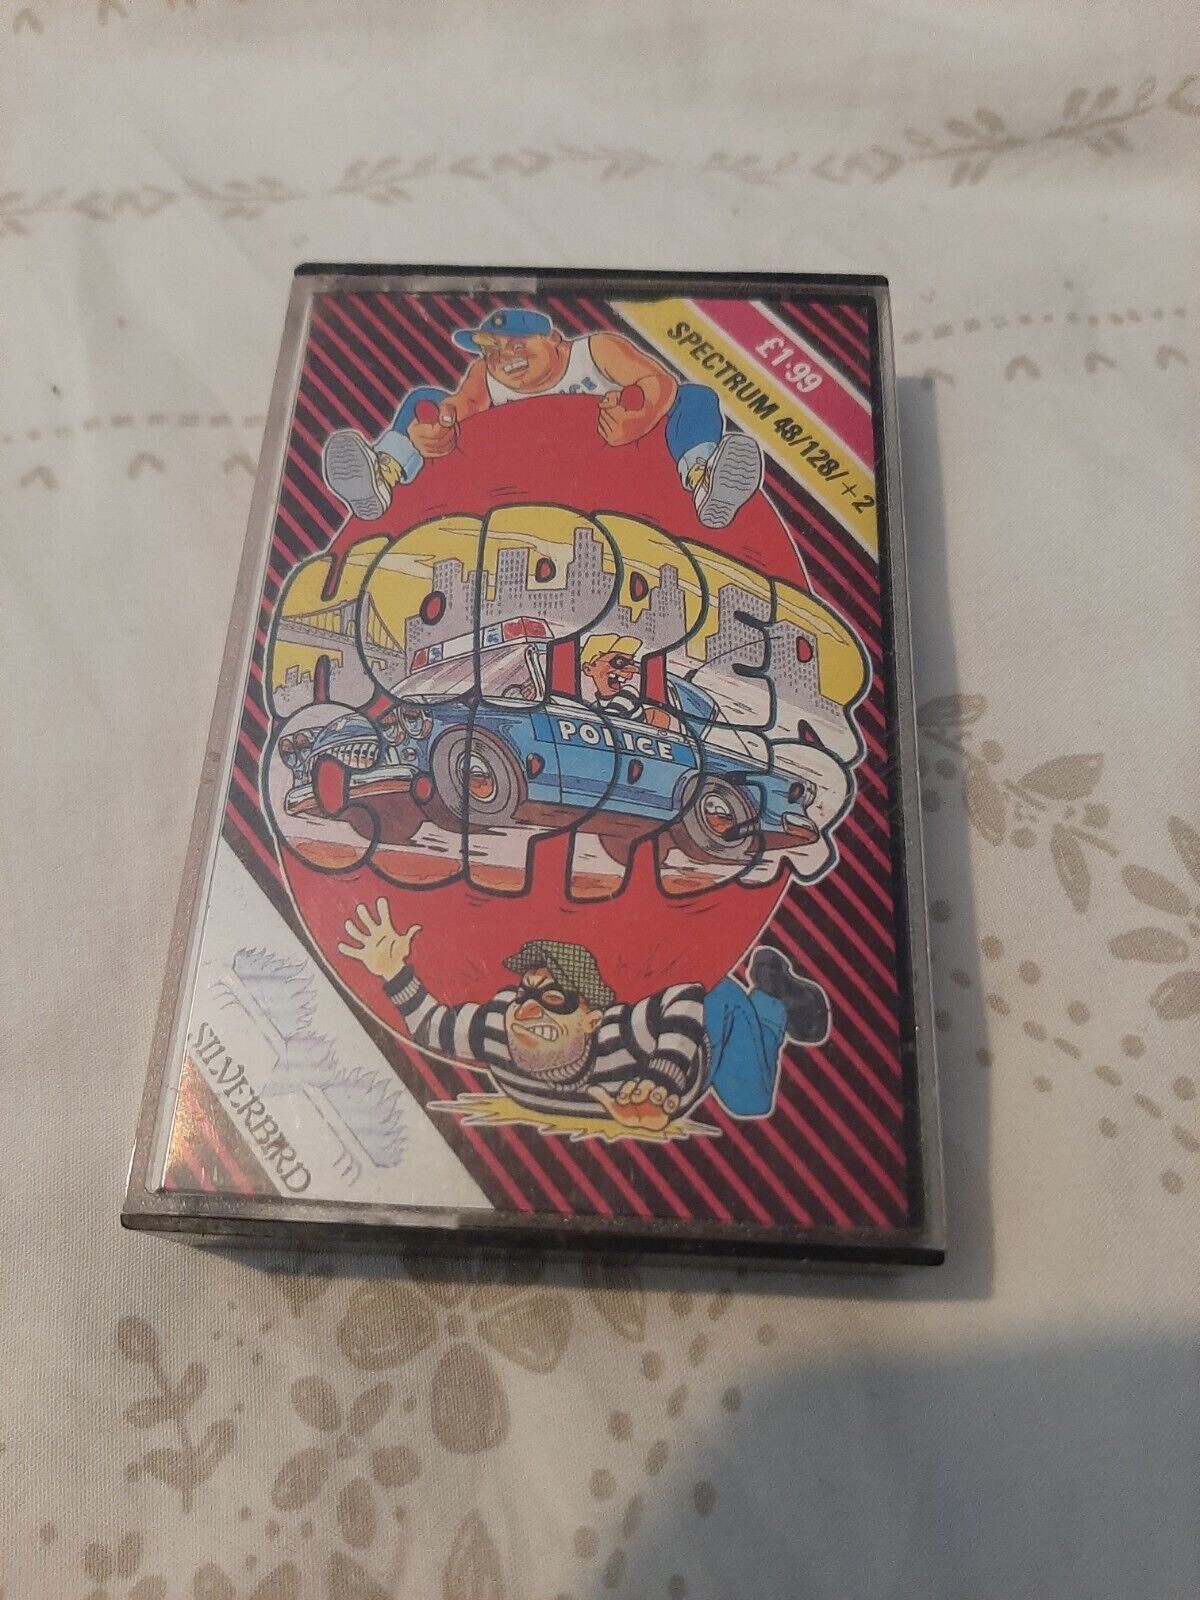 £1·99
SPECTRUM 48/128/+2
HOPPER
COPPER
POLICE
SILVERBIRD